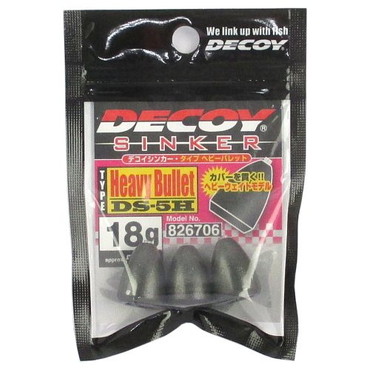 We link up with fish
DECOY
DECOY®
SINKER
デコイシンカー・タイプ ヘビーバレット
TYPE
Heavy Bullet
DS-5H
カバーを貫く!!
ヘビーウェイトモデル
Model No.
18g
826706
approx.